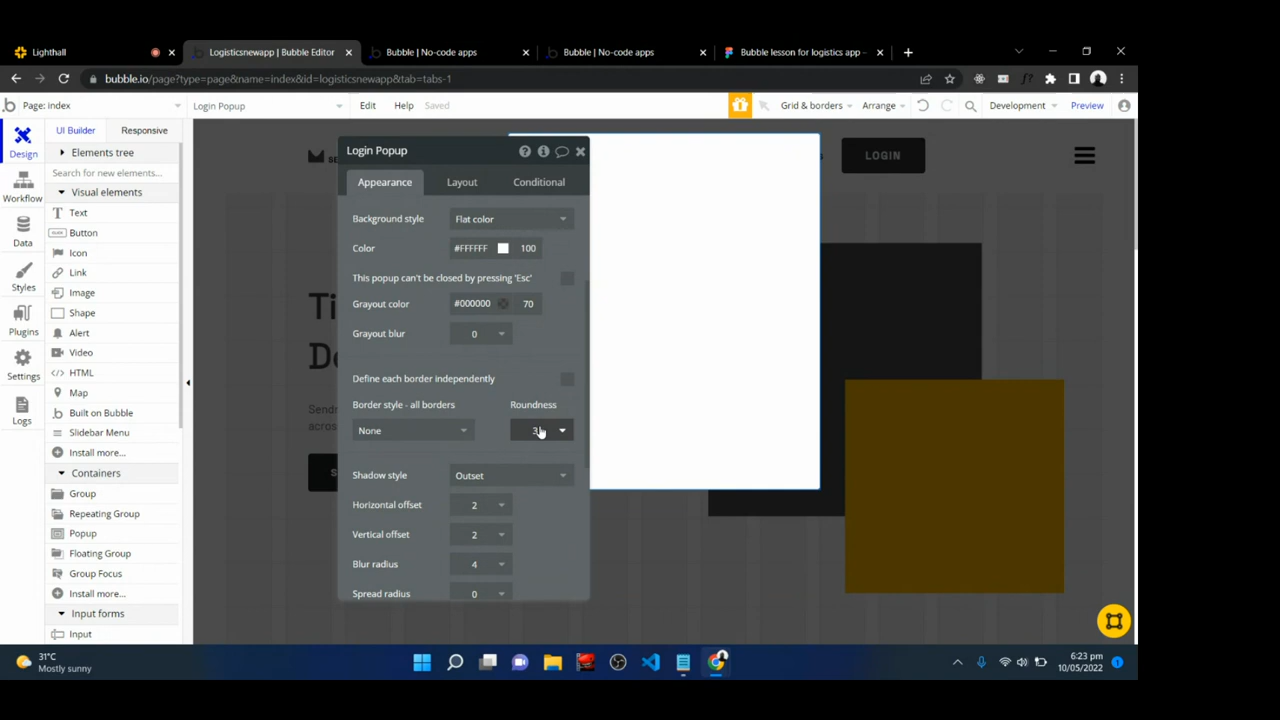 Lighthall
Logisticsnewapp | Bubble Editor
Bubble | No-code apps
Bubble | No-code apps
Bubble lesson for logistics app –
bubble.io/page?type=page&name=index&id=logisticsnewapp&tab=tabs-1
Page: index
Login Popup
Edit
Help
Saved
Grid & borders
Arrange
Development
Preview
Design
Workflow
Data
Styles
Plugins
Settings
Logs
UI Builder
Responsive
Elements tree
Search for new elements...
Visual elements
Text
Button
CLICK
Icon
Link
Image
Shape
Alert
Video
</> HTML
Map
Built on Bubble
Slidebar Menu
Install more...
Containers
Group
Repeating Group
Popup
Floating Group
Group Focus
Install more...
Input forms
Input
Login Popup
Appearance
Layout
Conditional
Background style
Flat color
Color
#FFFFFF
100
This popup can't be closed by pressing 'Esc'
Grayout color
#000000
70
Grayout blur
0
Define each border independently
Border style - all borders
Roundness
None
Shadow style
Outset
Horizontal offset
2
Vertical offset
2
Blur radius
4
Spread radius
0
LOGIN
Ti
De
Sendr
acros
31°C
Mostly sunny
6:23 pm
10/05/2022
1